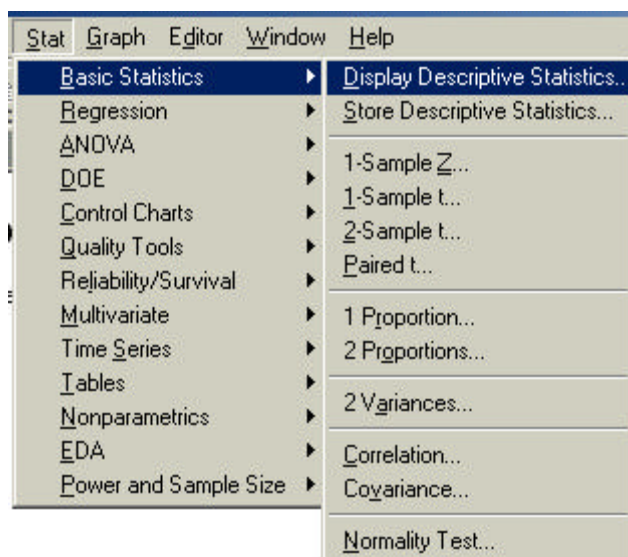 Stat Graph Editor Window Help
Basic Statistics
Regression
ANOVA
DOE
Control Charts
Quality Tools
Reliability/Survival
Multivariate
Time Series
Tables
Nonparametrics
EDA
Power and Sample Size
Display Descriptive Statistics...
Store Descriptive Statistics...
1-Sample Z...
1-Sample t...
2-Sample t...
Paired t...
1 Proportion...
2 Proportions...
2 Variances...
Correlation...
Covariance...
Normality Test...